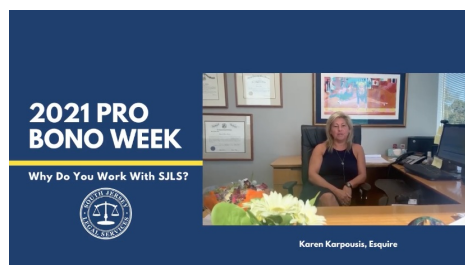 2021 PRO
BONO WEEK
Why Do You Work With SJLS?
SOUTH JERSEY
LEGAL SERVICES
Karen Karpousis, Esquire